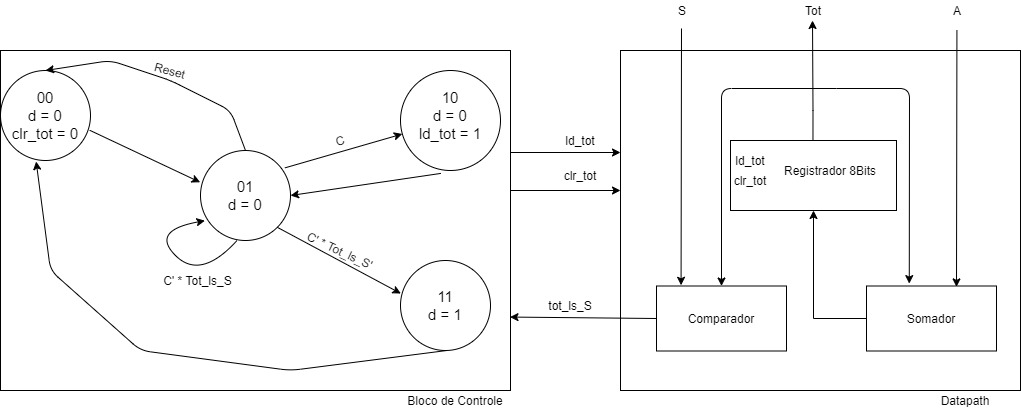 S
Tot
A
Reset
00
d = 0
clr_tot = 0
10
d = 0
ld_tot = 1
C
01
d = 0
C' * Tot_ls_S'
C' * Tot_ls_S
11
d = 1
ld_tot
clr_tot
tot_ls_S
ld_tot
clr_tot
Registrador 8Bits
Comparador
Somador
Bloco de Controle
Datapath